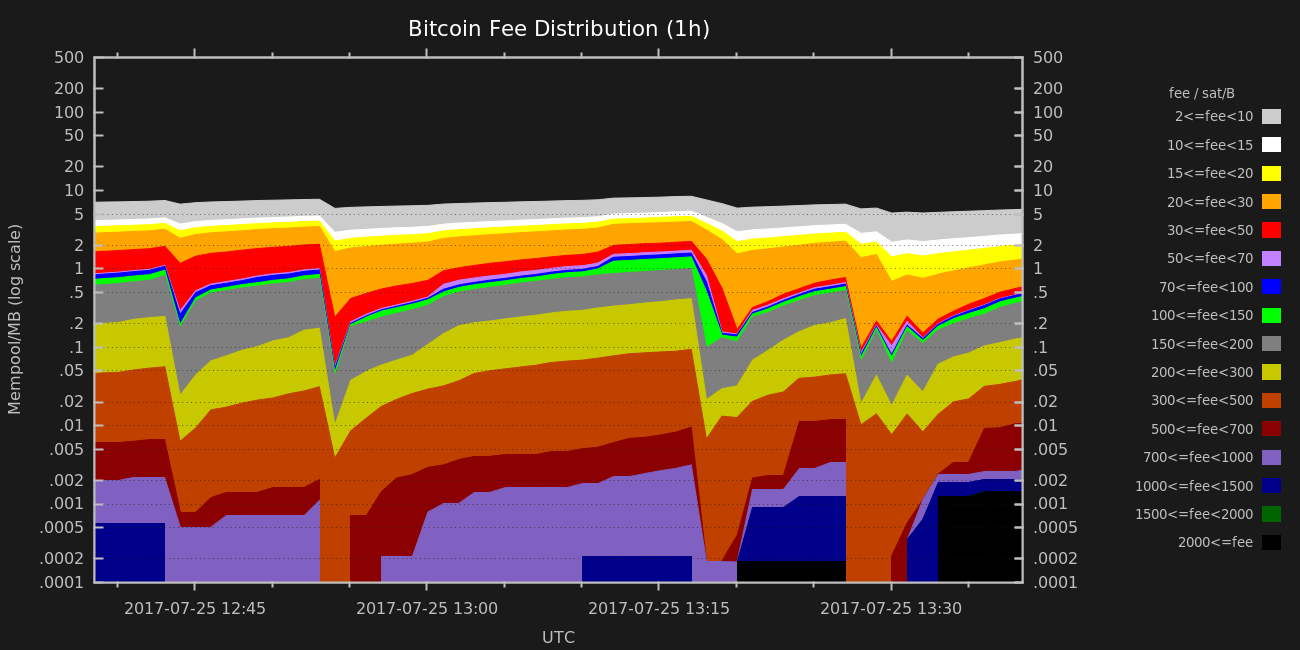 Bitcoin Fee Distribution (1h)
500
200
100
50
20
10
5
2
1
.5
.2
.1
.05
.02
.01
.005
.002
.001
.0005
.0002
.0001
Mempool/MB (log scale)
500
200
100
50
20
10
5
2
1
.5
.2
.1
.05
.02
.01
.005
.002
.001
.0005
.0002
.0001
2017-07-25 12:45
2017-07-25 13:00
2017-07-25 13:15
2017-07-25 13:30
UTC
fee / sat/B
2<=fee<10
10<=fee<15
15<=fee<20
20<=fee<30
30<=fee<50
50<=fee<70
70<=fee<100
100<=fee<150
150<=fee<200
200<=fee<300
300<=fee<500
500<=fee<700
700<=fee<1000
1000<=fee<1500
1500<=fee<2000
2000<=fee